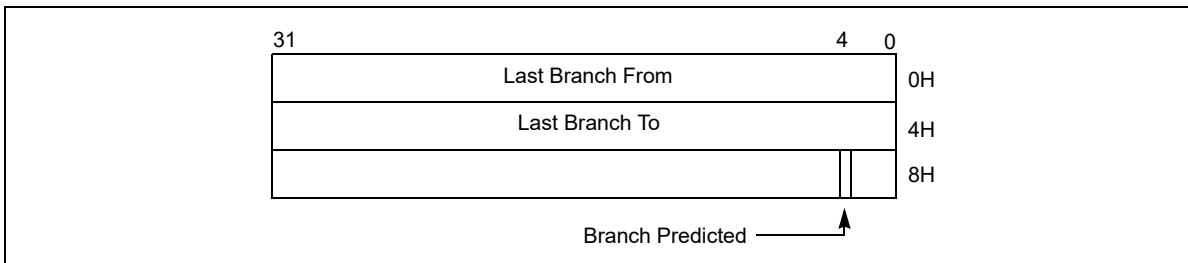 31 4 0
Last Branch From 0H
Last Branch To 4H
8H
Branch Predicted